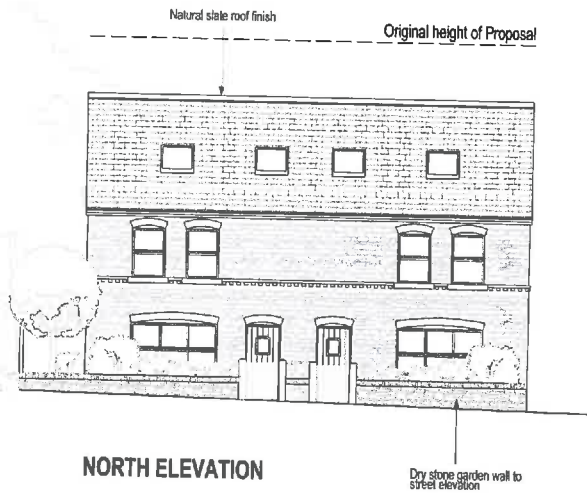 Natural slate roof finish
Original height of Proposal
NORTH ELEVATION
Dry stone garden wall to
street elevation